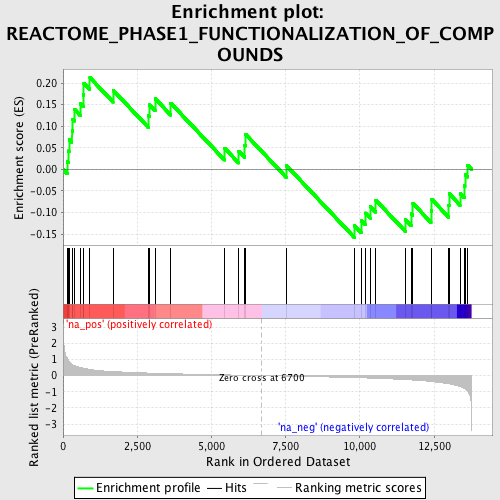 Enrichment plot:
REACTOME_PHASE1_FUNCTIONALIZATION_OF_COMP
OUNDS
Enrichment score (ES)
0.20
0.15
0.10
0.05
0.00
-0.05
-0.10
-0.15
'na_pos' (positively correlated)
Ranked list metric (PreRanked)
3
2
1
0
-1
-2
-3
Zero cross at 6700
'na_neg' (negatively correlated)
0
2,500
5,000
7,500
10,000
12,500
Rank in Ordered Dataset
Enrichment profile
Hits
Ranking metric scores